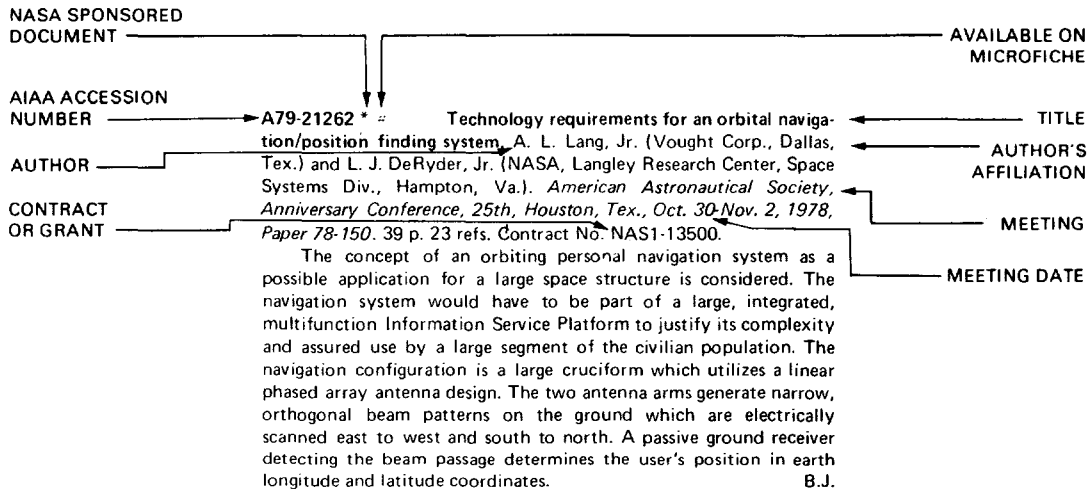 NASA SPONSORED
DOCUMENT
AVAILABLE ON
MICROFICHE
AIAA ACCESSION
NUMBER
A79-21262 * # Technology requirements for an orbital naviga-
TITLE
tion/position finding system. A. L. Lang, Jr. (Vought Corp., Dallas,
AUTHOR
Tex.) and L. J. DeRyder, Jr. (NASA, Langley Research Center, Space
AUTHOR'S
AFFILIATION
Systems Div., Hampton, Va.). American Astronautical Society,
CONTRACT
OR GRANT
Anniversary Conference, 25th, Houston, Tex., Oct. 30-Nov. 2, 1978,
MEETING
Paper 78-150. 39 p. 23 refs. Contract No. NAS1-13500.
The concept of an orbiting personal navigation system as a
MEETING DATE
possible application for a large space structure is considered. The
navigation system would have to be part of a large, integrated,
multifunction Information Service Platform to justify its complexity
and assured use by a large segment of the civilian population. The
navigation configuration is a large cruciform which utilizes a linear
phased array antenna design. The two antenna arms generate narrow,
orthogonal beam patterns on the ground which are electrically
scanned east to west and south to north. A passive ground receiver
detecting the beam passage determines the user's position in earth
longitude and latitude coordinates. B.J.